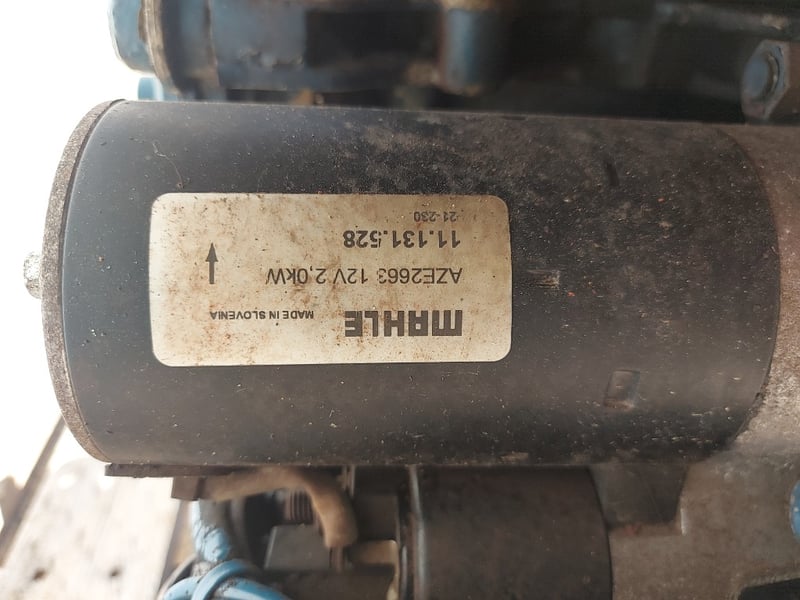 MAHLE MADE IN SLOVENIA
AZE2663 12V 2,0kW
11.131.528
21-230